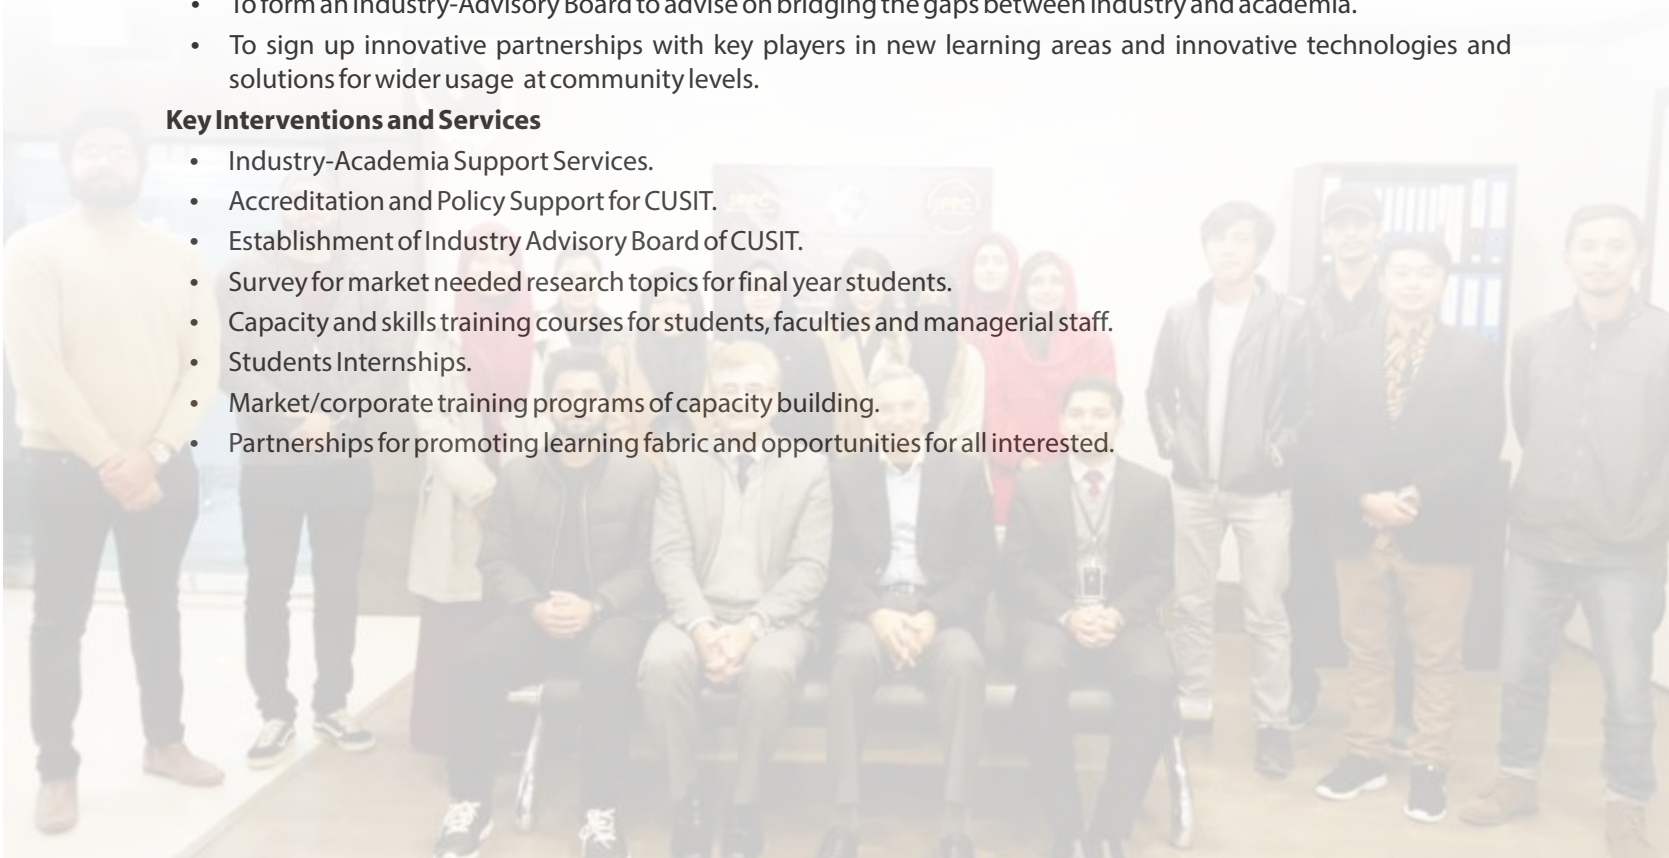 • To form an Industry-Advisory Board to advise on bridging the gaps between industry and academia.
• To sign up innovative partnerships with key players in new learning areas and innovative technologies and
solutions for wider usage at community levels.
Key Interventions and Services
• Industry-Academia Support Services.
• Accreditation and Policy Support for CUSIT.
• Establishment of Industry Advisory Board of CUSIT.
• Survey for market needed research topics for final year students.
• Capacity and skills training courses for students, faculties and managerial staff.
• Students Internships.
• Market/corporate training programs of capacity building.
• Partnerships for promoting learning fabric and opportunities for all interested.